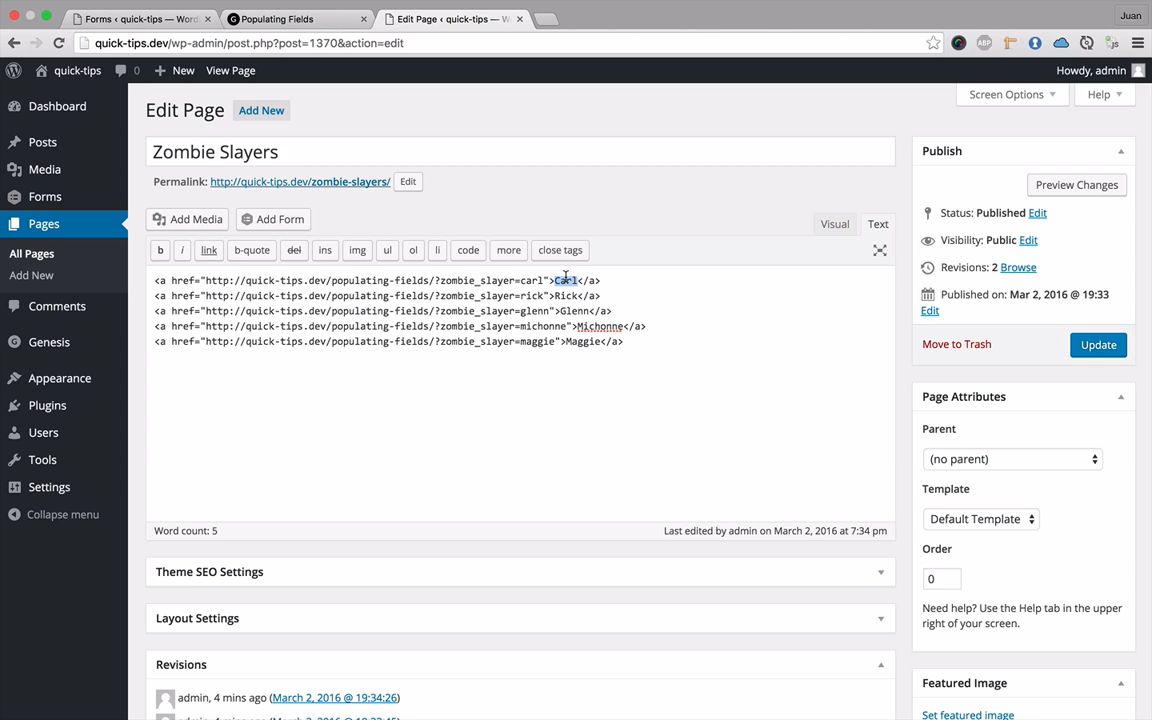 Forms ‹ quick-tips — Word
Populating Fields
Edit Page ‹ quick-tips — W
Juan
quick-tips.dev/wp-admin/post.php?post=1370&action=edit
ABP
js
quick-tips
0
New
View Page
Howdy, admin
Dashboard
Posts
Media
Forms
Pages
All Pages
Add New
Comments
Genesis
Appearance
Plugins
Users
Tools
Settings
Collapse menu
Screen Options
Help
Edit Page
Add New
Zombie Slayers
Permalink: http://quick-tips.dev/zombie-slayers/ Edit
Add Media
Add Form
Visual
Text
b
i
link
b-quote
del
ins
img
ul
ol
li
code
more
close tags
<a href="http://quick-tips.dev/populating-fields/?zombie_slayer=carl">Carl</a>
<a href="http://quick-tips.dev/populating-fields/?zombie_slayer=rick">Rick</a>
<a href="http://quick-tips.dev/populating-fields/?zombie_slayer=glenn">Glenn</a>
<a href="http://quick-tips.dev/populating-fields/?zombie_slayer=michonne">Michonne</a>
<a href="http://quick-tips.dev/populating-fields/?zombie_slayer=maggie">Maggie</a>
Word count: 5
Last edited by admin on March 2, 2016 at 7:34 pm
Theme SEO Settings
Layout Settings
Revisions
admin, 4 mins ago (March 2, 2016 @ 19:34:26)
Publish
Preview Changes
Status: Published Edit
Visibility: Public Edit
Revisions: 2 Browse
Published on: Mar 2, 2016 @ 19:33
Edit
Move to Trash
Update
Page Attributes
Parent
(no parent)
Template
Default Template
Order
0
Need help? Use the Help tab in the upper
right of your screen.
Featured Image
Set featured image